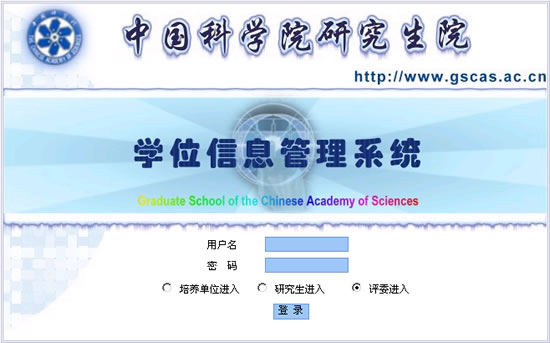 中国科学院研究生院
http://www.gscas.ac.cn
学位信息管理系统
Graduate School of the Chinese Academy of Sciences
用户名
密 码
培养单位进入 研究生进入 评委进入
登 录